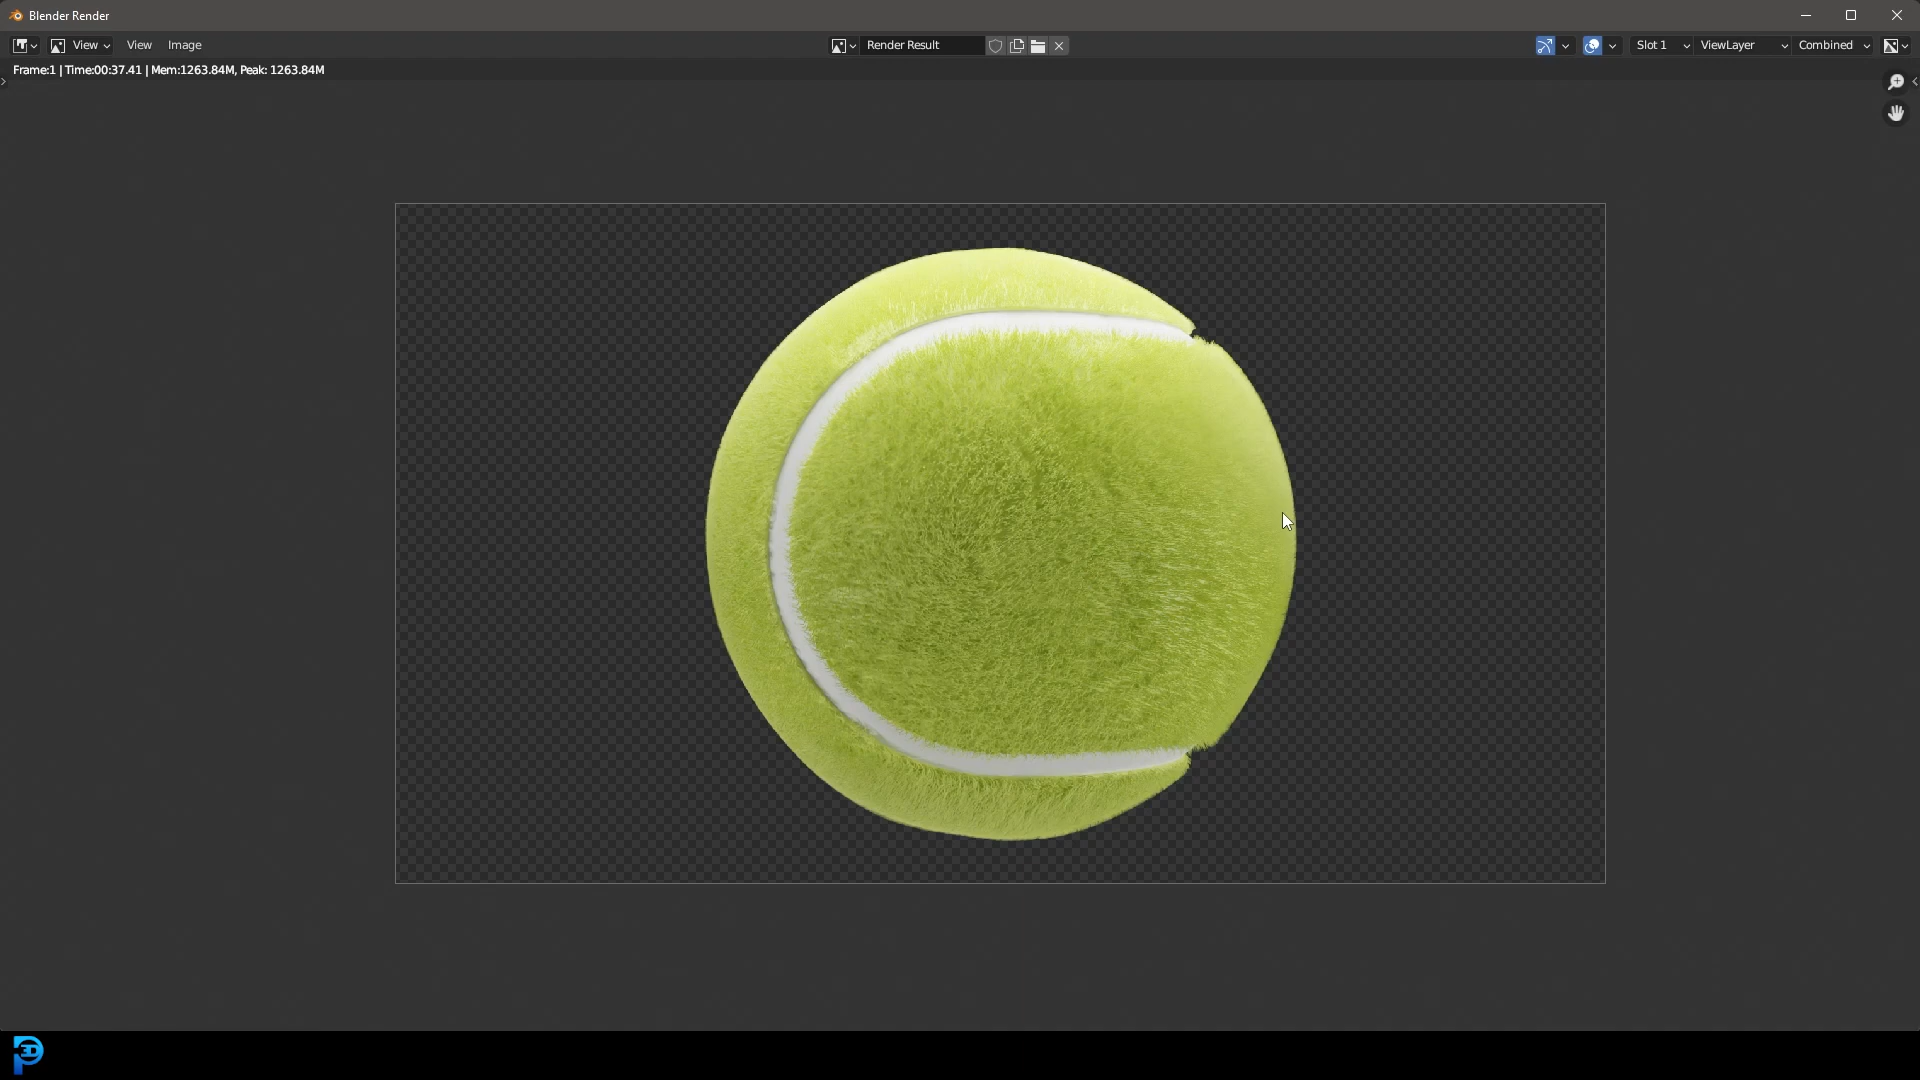 Blender Render
View View Image Render Result Slot 1 ViewLayer Combined
Frame:1 | Time:00:37.41 | Mem:1263.84M, Peak: 1263.84M
P3D